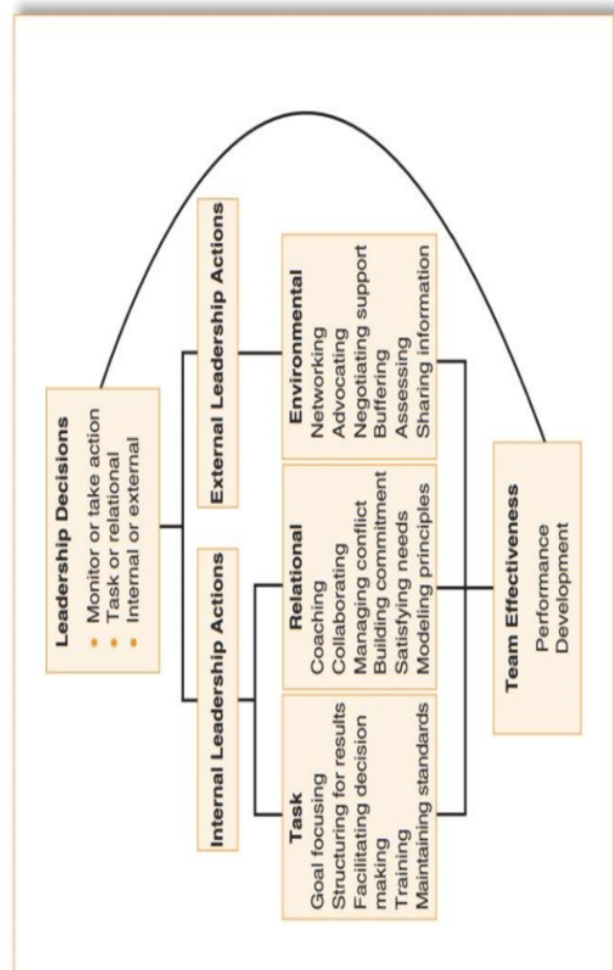 Leadership Decisions
• Monitor or take action
• Task or relational
• Internal or external
Internal Leadership Actions
External Leadership Actions
Task
Goal focusing
Structuring for results
Facilitating decision
making
Training
Maintaining standards
Relational
Coaching
Collaborating
Managing conflict
Building commitment
Satisfying needs
Modeling principles
Environmental
Networking
Advocating
Negotiating support
Buffering
Assessing
Sharing information
Team Effectiveness
Performance
Development